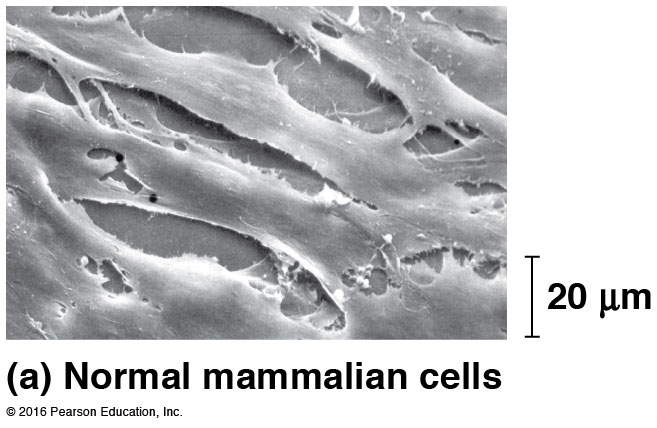 20 μm
(a) Normal mammalian cells
© 2016 Pearson Education, Inc.